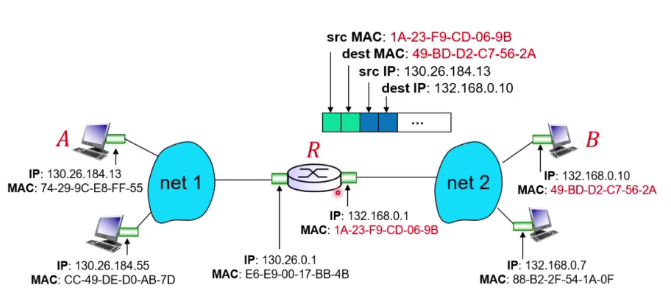 src MAC: 1A-23-F9-CD-06-9B
dest MAC: 49-BD-D2-C7-56-2A
src IP: 130.26.184.13
dest IP: 132.168.0.10
...
A
R
B
IP: 130.26.184.13
MAC: 74-29-9C-E8-FF-55
net 1
net 2
IP: 132.168.0.10
MAC: 49-BD-D2-C7-56-2A
IP: 132.168.0.1
MAC: 1A-23-F9-CD-06-9B
IP: 130.26.184.55
MAC: CC-49-DE-D0-AB-7D
IP: 130.26.0.1
MAC: E6-E9-00-17-BB-4B
IP: 132.168.0.7
MAC: 88-B2-2F-54-1A-0F